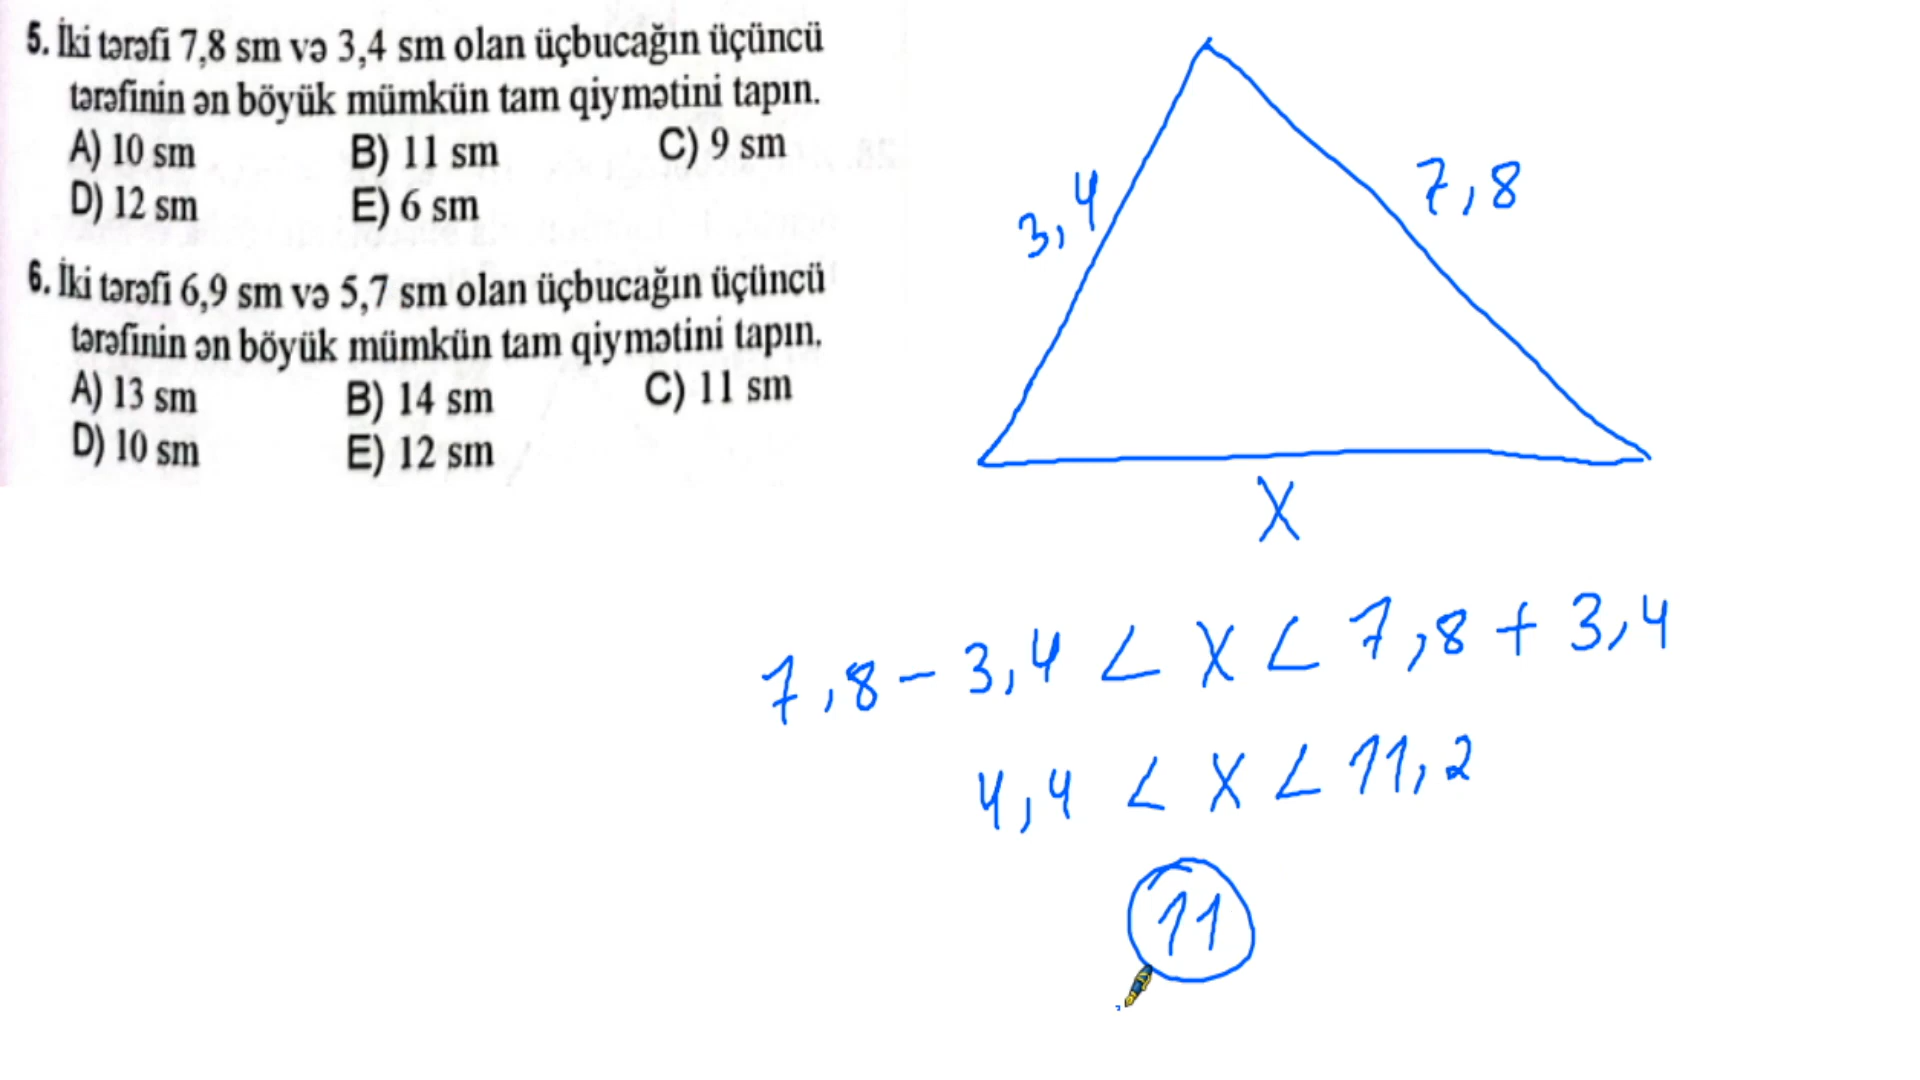 5. İki tərəfi 7,8 sm və 3,4 sm olan üçbucağın üçüncü
tərəfinin ən böyük mümkün tam qiymətini tapın.
A) 10 sm B) 11 sm C) 9 sm
D) 12 sm E) 6 sm
6. İki tərəfi 6,9 sm və 5,7 sm olan üçbucağın üçüncü
tərəfinin ən böyük mümkün tam qiymətini tapın.
A) 13 sm B) 14 sm C) 11 sm
D) 10 sm E) 12 sm
3,4
7,8
X
7,8 - 3,4 < X < 7,8 + 3,4
4,4 < X < 11,2
11